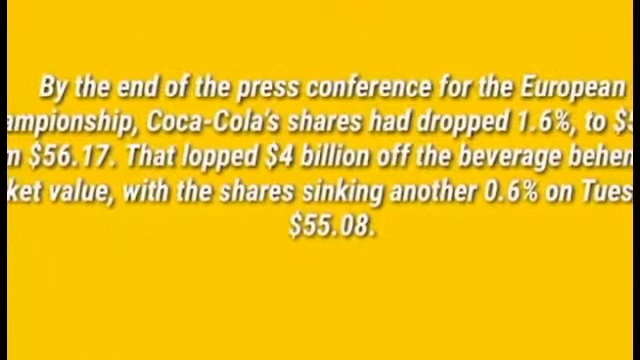 By the end of the press conference for the European
ampionship, Coca-Cola's shares had dropped 1.6%, to $
m $56.17. That lopped $4 billion off the beverage behem
ket value, with the shares sinking another 0.6% on Tues
$55.08.